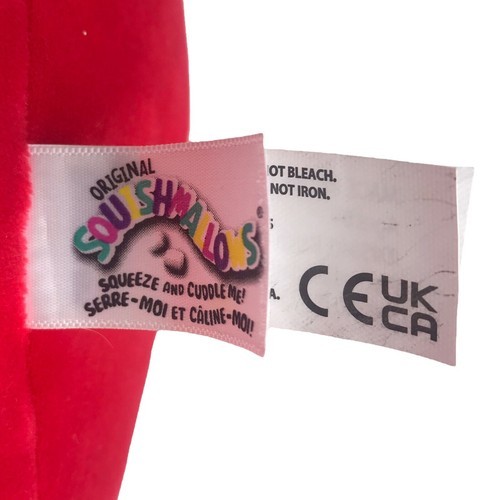 ORIGINAL
SQUISHMALLOWS®
SQUEEZE AND CUDDLE ME!
SERRE-MOI ET CÂLINE-MOI!
OT BLEACH.
NOT IRON.
A.
CE UK
CA